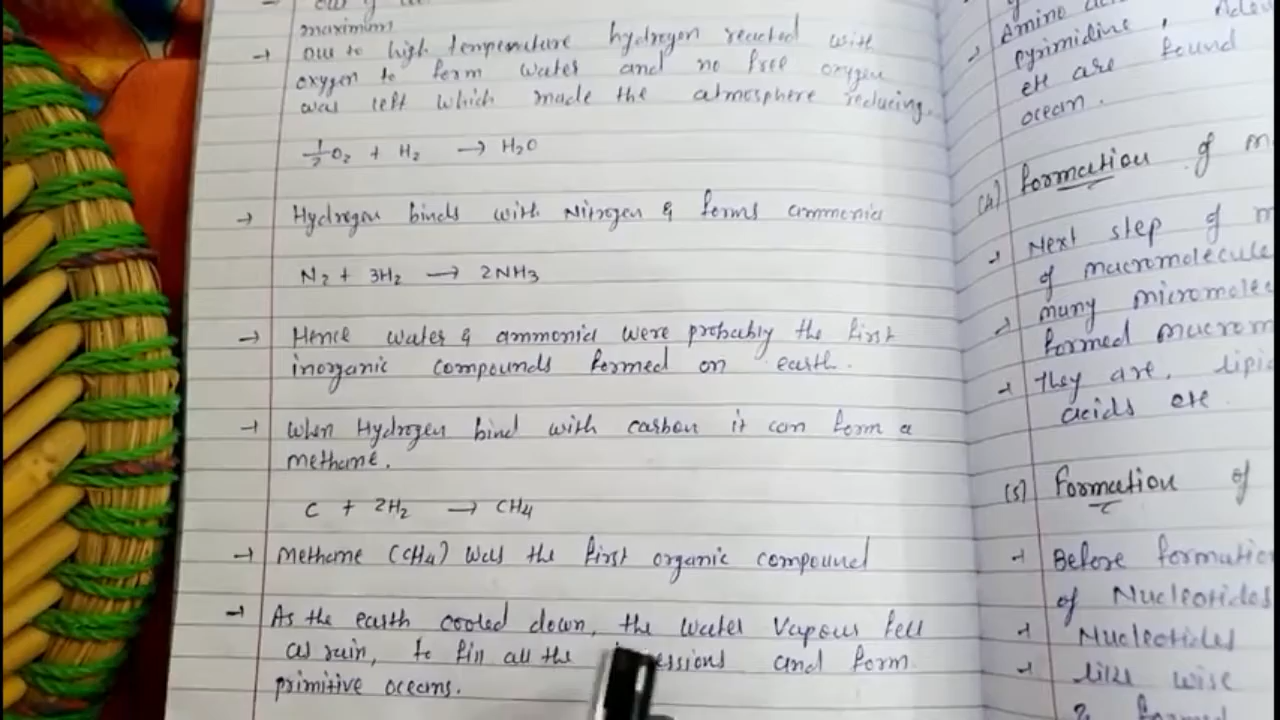 maximum
→ Due to high temperature hydrogen reacted with
oxygen to form water and no free oxygen
was left which made the atmosphere reducing.
½O₂ + H₂ → H₂O
→ Hydrogen binds with Nitrogen & forms ammonia
N₂ + 3H₂ → 2NH₃
→ Hence water & ammonia were probably the first
inorganic compounds formed on earth.
→ When Hydrogen bind with carbon it can form a
methane.
C + 2H₂ → CH₄
→ Methane (CH₄) was the first organic compound
→ As the earth cooled down, the water vapour fell
as rain, to fill all the essions and form
primitive oceans.
Amino
pyrimidine,
etc are found
ocean.
(4) Formation of
→ Next step of
of macromolecule
→ many
formed
→ They are,
acids etc
(5) Formation of
→ Before
of Nucleotides
→ Nucleotides
→ like wise